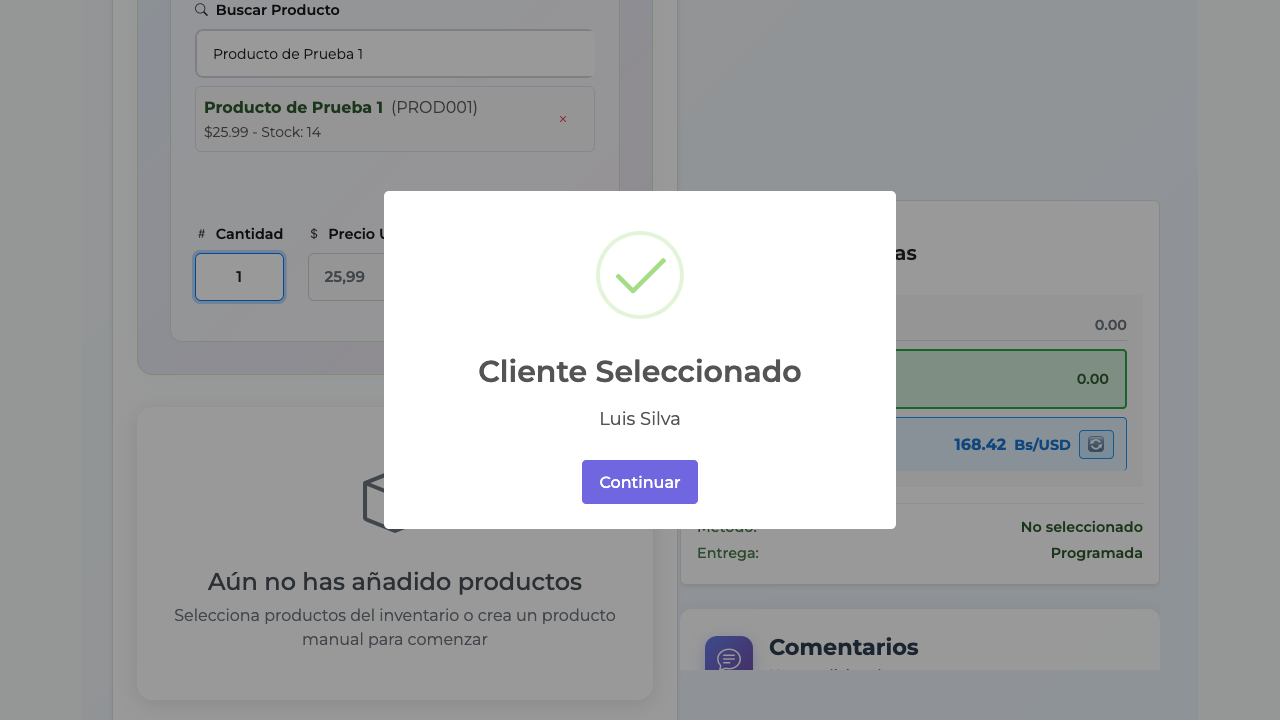 Buscar Producto
Producto de Prueba 1
Producto de Prueba 1 (PROD001)
$25.99 - Stock: 14
# Cantidad
$ Precio U
1
25,99
as
0.00
0.00
168.42 Bs/USD
Cliente Seleccionado
Luis Silva
Continuar
Método:
No seleccionado
Entrega:
Programada
Aún no has añadido productos
Selecciona productos del inventario o crea un producto
manual para comenzar
Comentarios